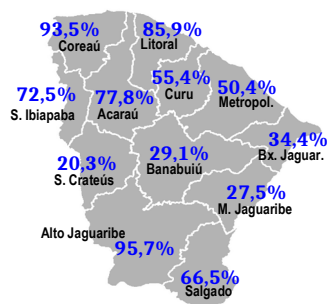 93,5%
Coreaú
85,9%
Litoral
55,4%
Curu
50,4%
Metropol.
72,5%
S. Ibiapaba
77,8%
Acaraú
34,4%
Bx. Jaguar.
20,3%
S. Crateús
29,1%
Banabuiú
27,5%
M. Jaguaribe
Alto Jaguaribe
95,7%
66,5%
Salgado